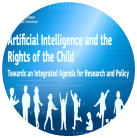 Artificial Intelligence and the
Rights of the Child
Towards an Integrated Agenda for Research and Policy